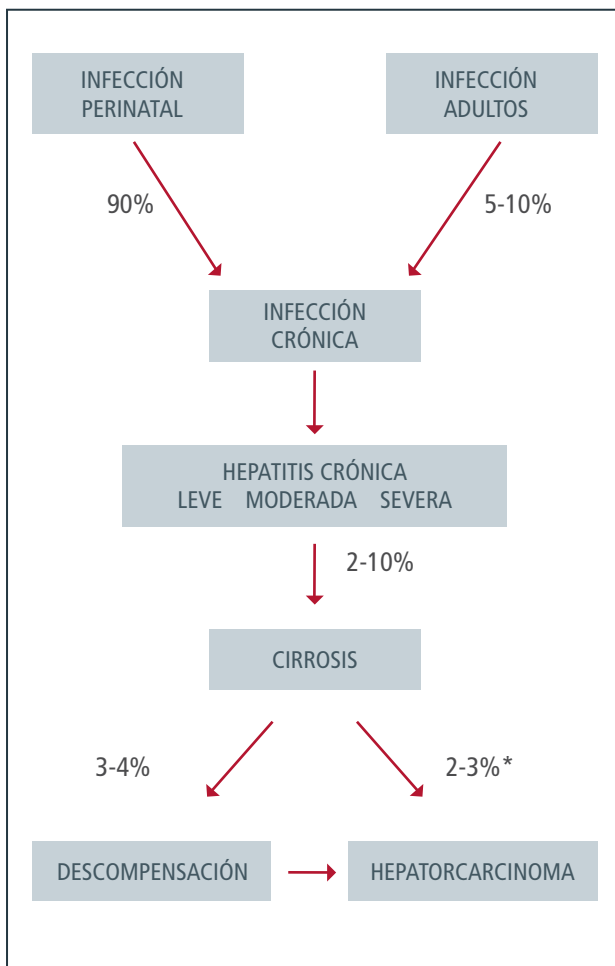 INFECCIÓN
PERINATAL
INFECCIÓN
ADULTOS
90%
5-10%
INFECCIÓN
CRÓNICA
HEPATITIS CRÓNICA
LEVE MODERADA SEVERA
2-10%
CIRROSIS
3-4%
2-3%*
DESCOMPENSACIÓN
HEPATORCARCINOMA